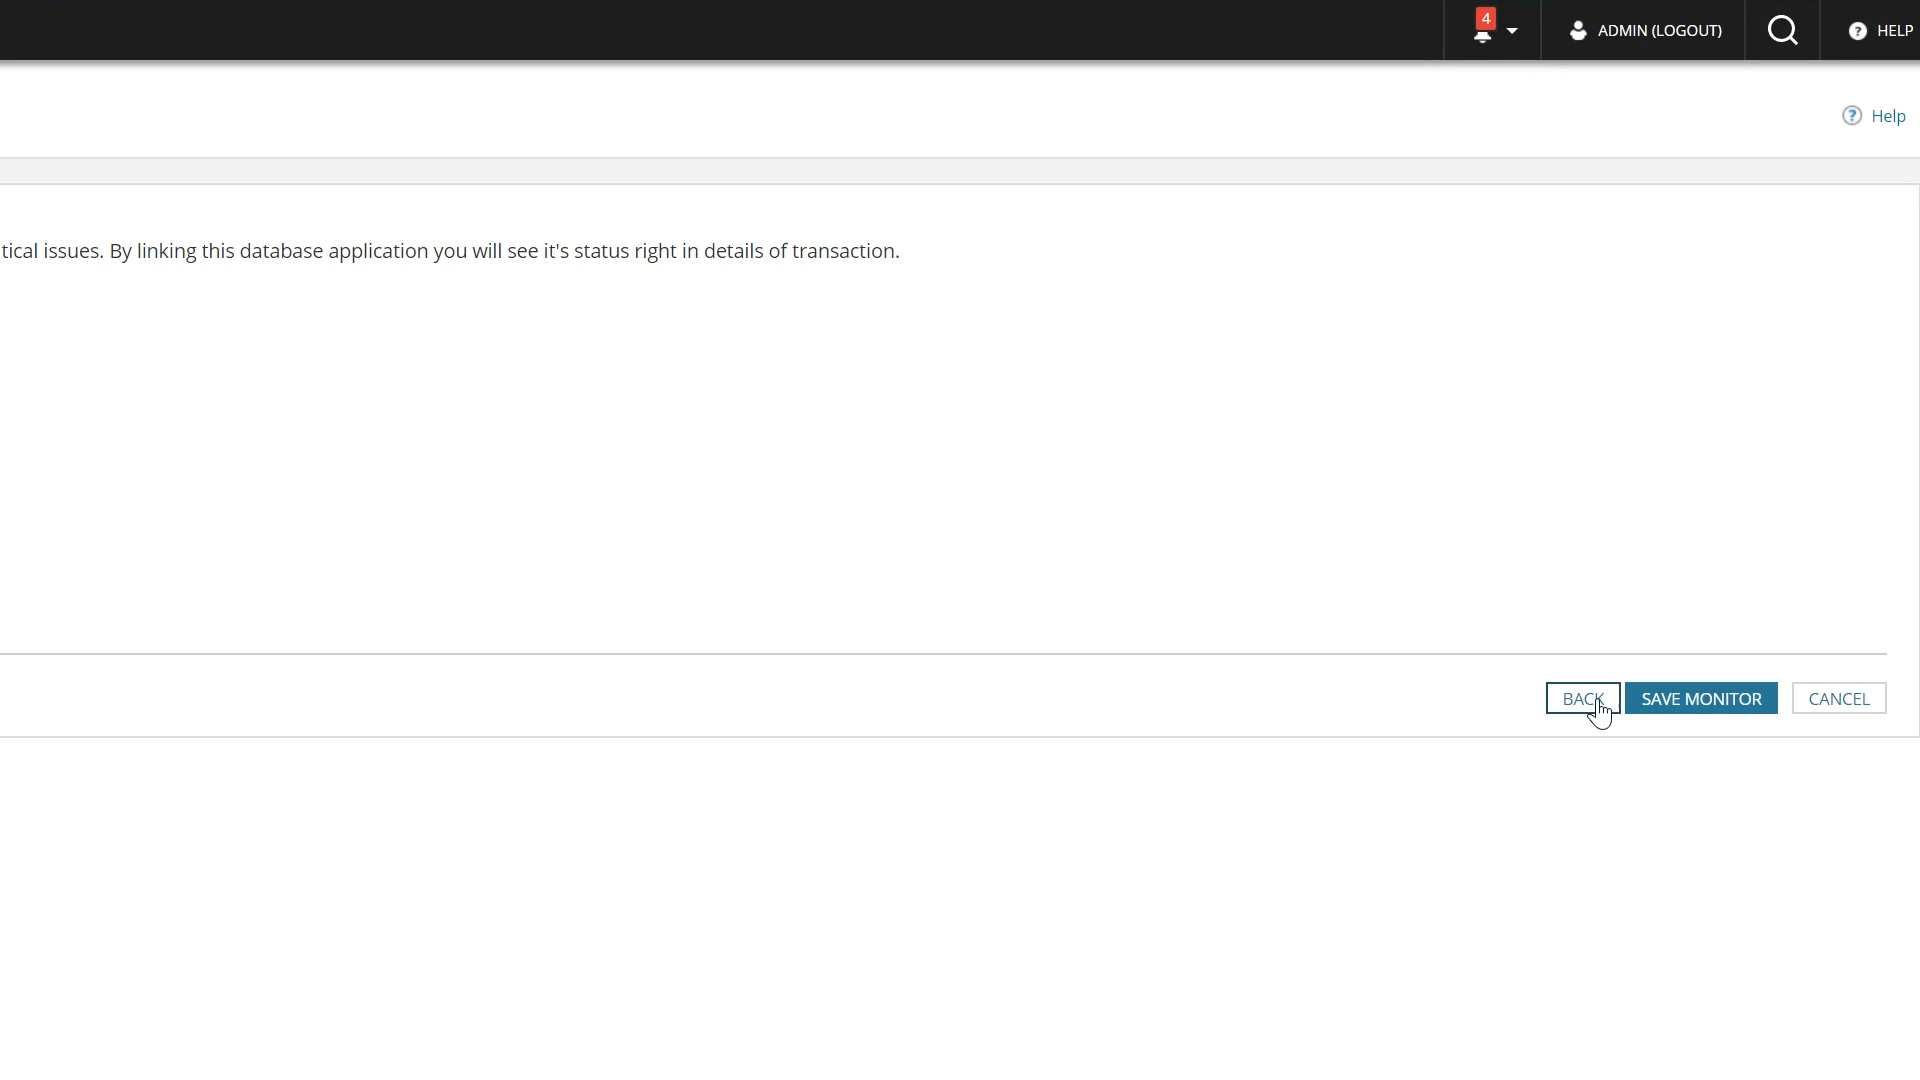 4
ADMIN (LOGOUT)
HELP
Help
tical issues. By linking this database application you will see it's status right in details of transaction.
BACK
SAVE MONITOR
CANCEL